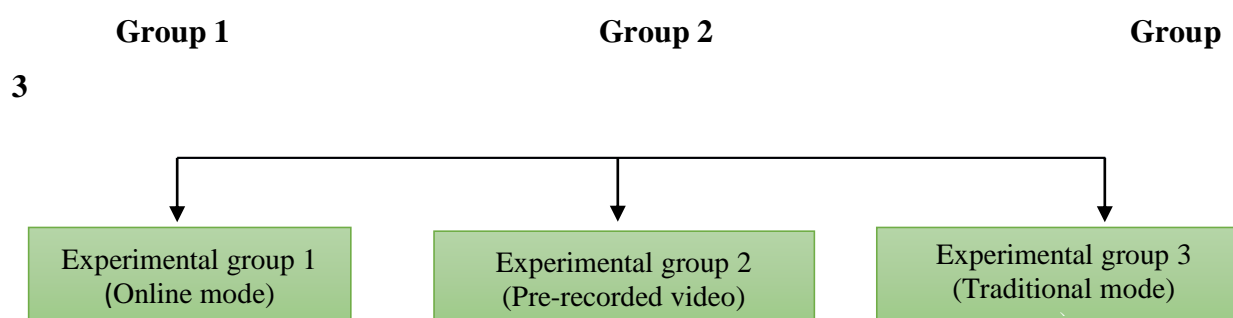 Group 1 Group 2 Group
3
Experimental group 1
(Online mode)
Experimental group 2
(Pre-recorded video)
Experimental group 3
(Traditional mode)